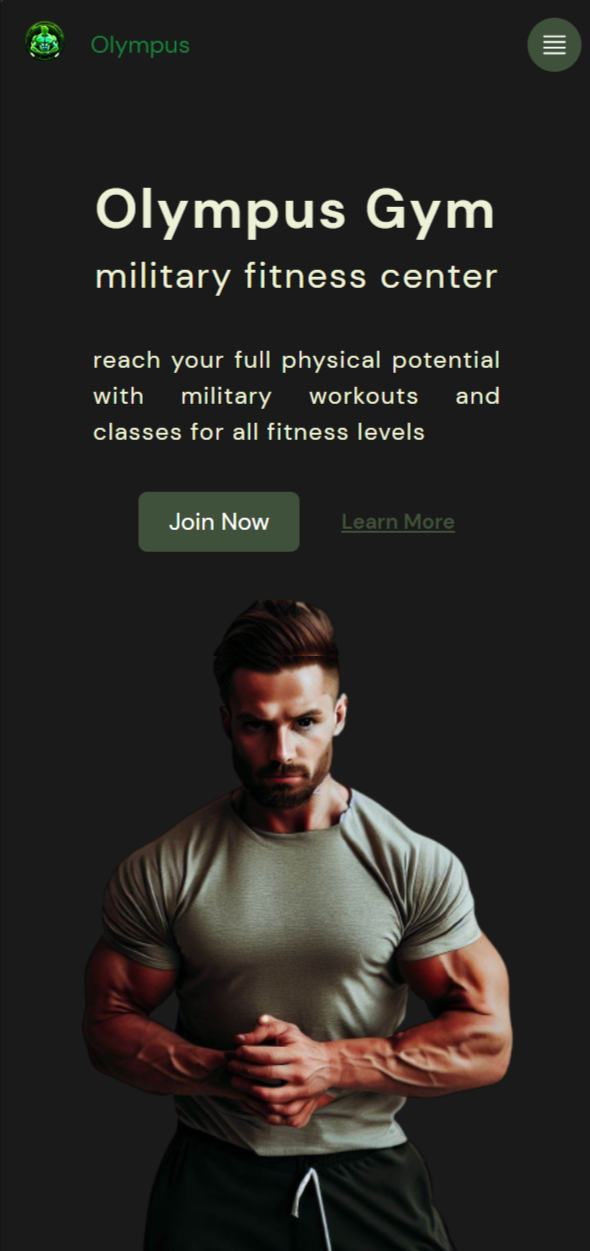 Olympus
Olympus Gym
military fitness center
reach your full physical potential
with military workouts and
classes for all fitness levels
Join Now
Learn More